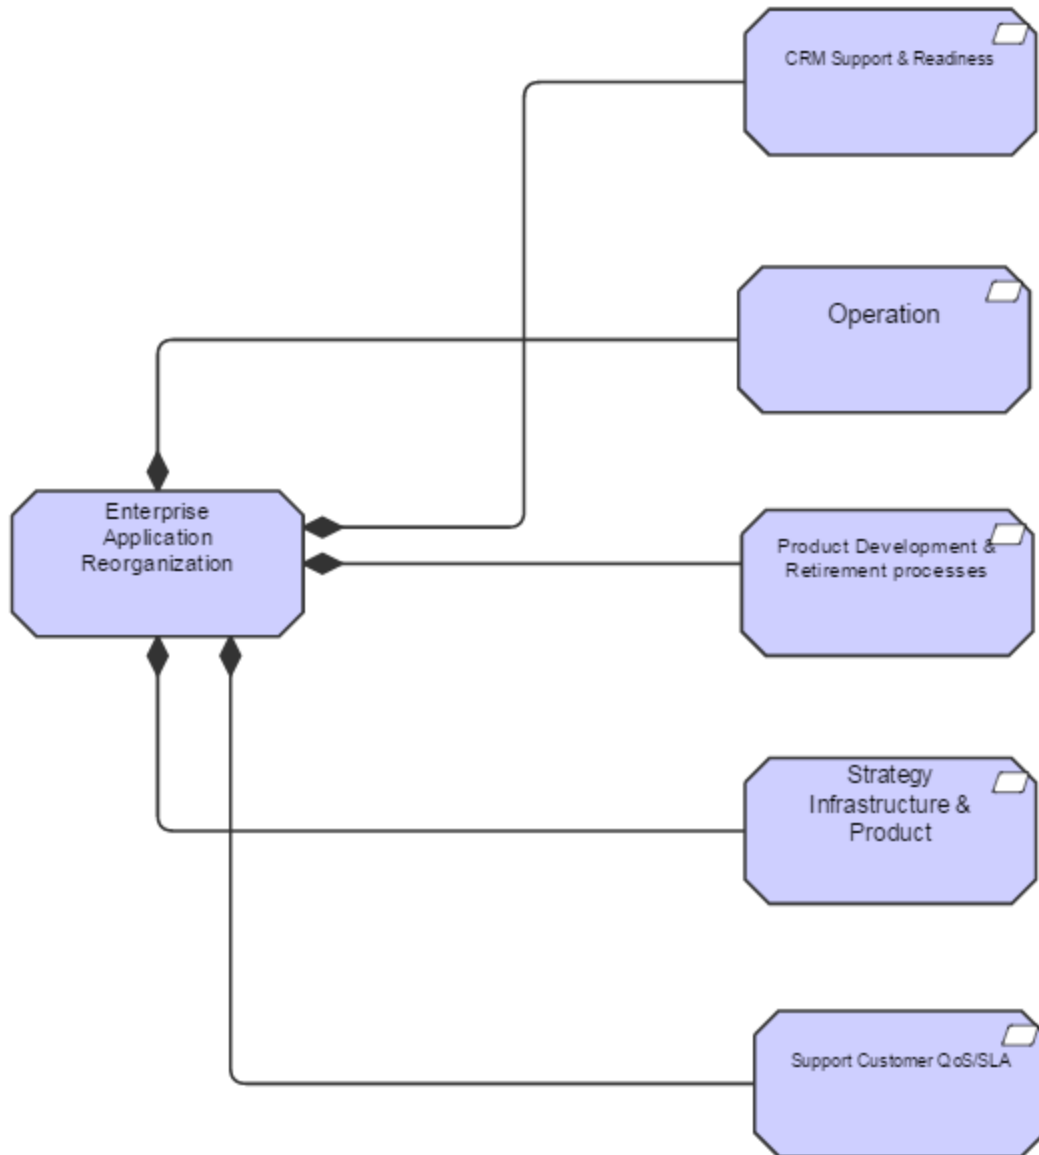 CRM Support & Readiness
Operation
Enterprise
Application
Reorganization
Product Development &
Retirement processes
Strategy
Infrastructure &
Product
Support Customer QoS/SLA